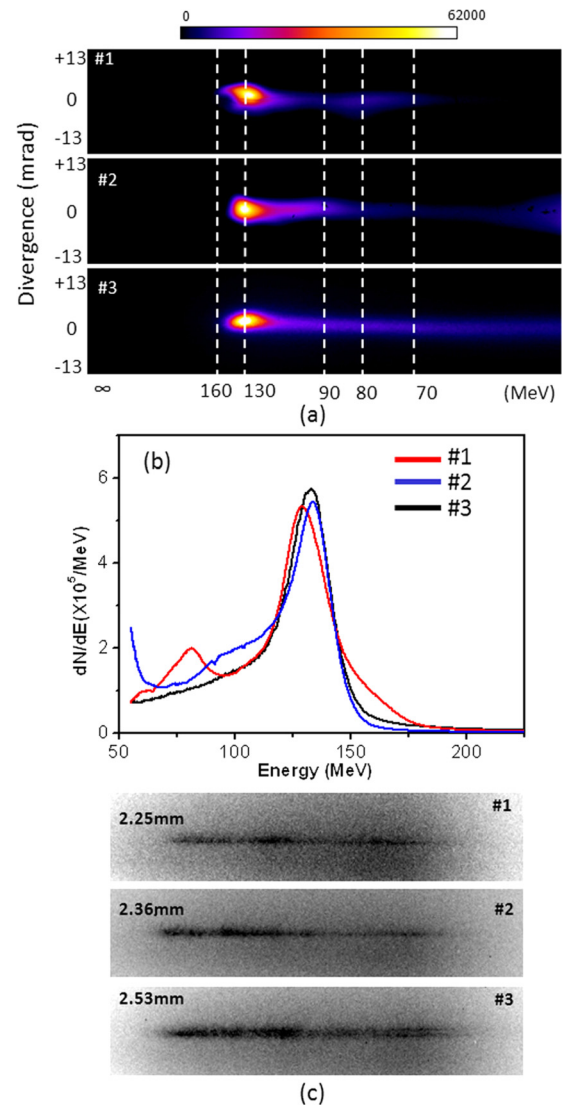 0 62000
Divergence (mrad)
+13
0
-13
#1
+13
0
-13
#2
+13
0
-13
#3
∞ 160 130 90 80 70 (MeV)
(a)
(b)
#1
#2
#3
dN/dE(X10⁵/MeV)
6
4
2
0
50 100 150 200
Energy (MeV)
2.25mm #1
2.36mm #2
2.53mm #3
(c)